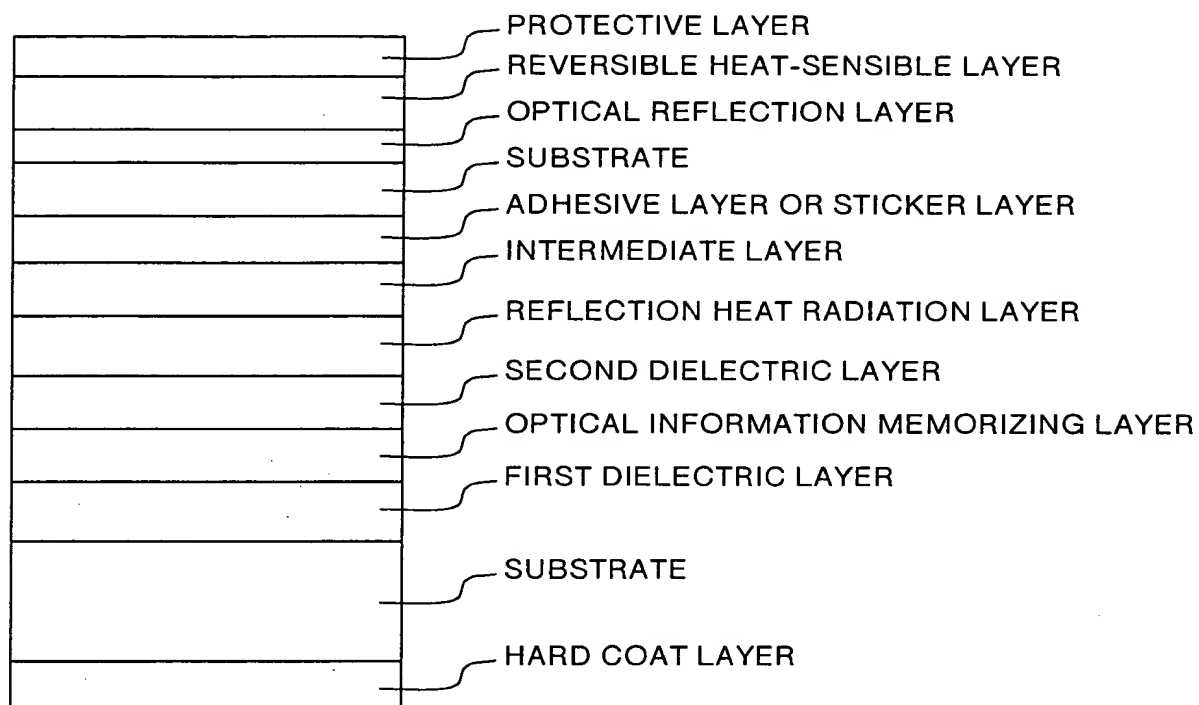 PROTECTIVE LAYER
REVERSIBLE HEAT-SENSIBLE LAYER
OPTICAL REFLECTION LAYER
SUBSTRATE
ADHESIVE LAYER OR STICKER LAYER
INTERMEDIATE LAYER
REFLECTION HEAT RADIATION LAYER
SECOND DIELECTRIC LAYER
OPTICAL INFORMATION MEMORIZING LAYER
FIRST DIELECTRIC LAYER
SUBSTRATE
HARD COAT LAYER